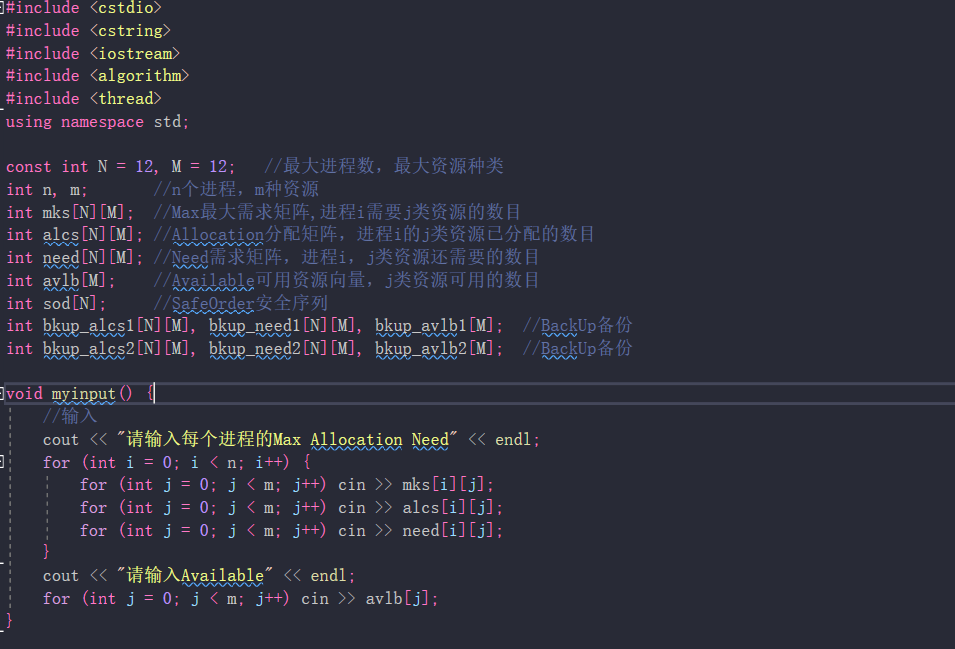 #include <cstdio>
#include <cstring>
#include <iostream>
#include <algorithm>
#include <thread>
using namespace std;
const int N = 12, M = 12;   //最大进程数，最大资源种类
int n, m;       //n个进程，m种资源
int mks[N][M];  //Max最大需求矩阵,进程i需要j类资源的数目
int alcs[N][M]; //Allocation分配矩阵，进程i的j类资源已分配的数目
int need[N][M]; //Need需求矩阵，进程i，j类资源还需要的数目
int avlb[M];    //Available可用资源向量，j类资源可用的数目
int sod[N];     //SafeOrder安全序列
int bkup_alcs1[N][M], bkup_need1[N][M], bkup_avlb1[M];  //BackUp备份
int bkup_alcs2[N][M], bkup_need2[N][M], bkup_avlb2[M];  //BackUp备份
void myinput() {
    //输入
    cout << "请输入每个进程的Max Allocation Need" << endl;
    for (int i = 0; i < n; i++) {
        for (int j = 0; j < m; j++) cin >> mks[i][j];
        for (int j = 0; j < m; j++) cin >> alcs[i][j];
        for (int j = 0; j < m; j++) cin >> need[i][j];
    }
    cout << "请输入Available" << endl;
    for (int j = 0; j < m; j++) cin >> avlb[j];
}